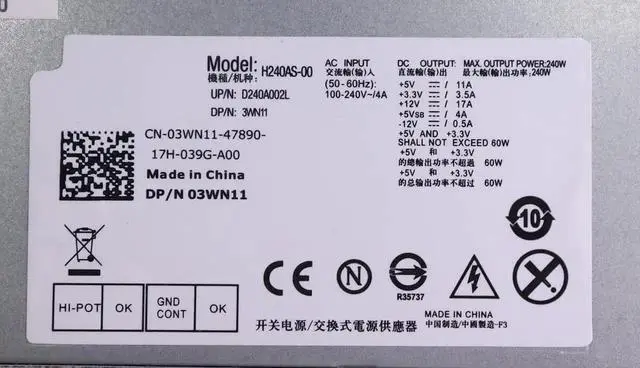 0
Model: H240AS-00
機種/机种:
UP/N: D240A002L
DP/N: 3WN11
AC INPUT
交流輸(输)入
(50-60Hz):
100-240V~/4A
DC OUTPUT: MAX. OUTPUT POWER:240W
直流輸(输)出 最大輸(输)出功率: 240W
+5V 11A
+3.3V 3.5A
+12V 17A
+5VSB 4A
-12V 0.5A
+5V AND +3.3V
SHALL NOT EXCEED 60W
+5V 和 +3.3V
的總輸出功率不超過 60W
+5V 和 +3.3V
的总输出功率不超过 60W
CN-03WN11-47890-
17H-039G-A00
Made in China
DP/N 03WN11
10
HI-POT OK
GND CONT OK
CE
N
R35737
开关电源/交換式電源供應器
MADE IN CHINA
中国制造/中國製造-F3